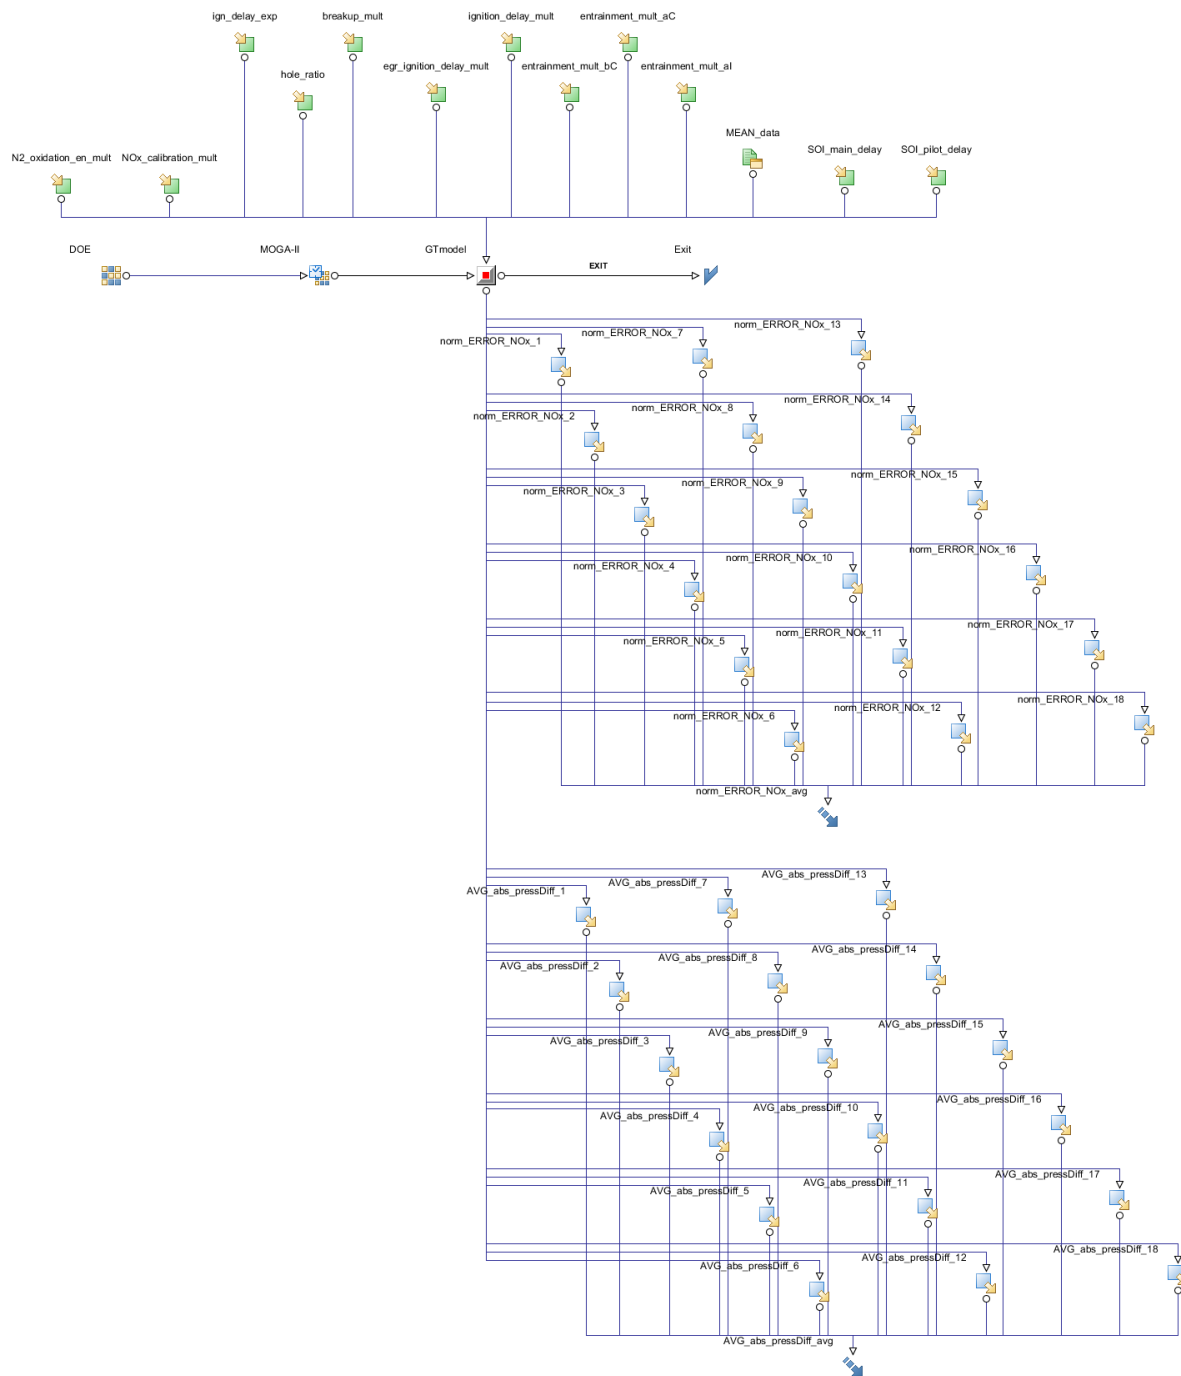 ign_delay_exp
breakup_mult
ignition_delay_mult
entrainment_mult_aC
hole_ratio
egr_ignition_delay_mult
entrainment_mult_bC
entrainment_mult_aI
MEAN_data
N2_oxidation_en_mult
NOx_calibration_mult
SOI_main_delay
SOI_pilot_delay
DOE
MOGA-II
GTmodel
Exit
EXIT
norm_ERROR_NOx_13
norm_ERROR_NOx_7
norm_ERROR_NOx_1
norm_ERROR_NOx_14
norm_ERROR_NOx_8
norm_ERROR_NOx_2
norm_ERROR_NOx_15
norm_ERROR_NOx_9
norm_ERROR_NOx_3
norm_ERROR_NOx_16
norm_ERROR_NOx_10
norm_ERROR_NOx_4
norm_ERROR_NOx_17
norm_ERROR_NOx_11
norm_ERROR_NOx_5
norm_ERROR_NOx_18
norm_ERROR_NOx_12
norm_ERROR_NOx_6
norm_ERROR_NOx_avg
AVG_abs_pressDiff_13
AVG_abs_pressDiff_7
AVG_abs_pressDiff_1
AVG_abs_pressDiff_14
AVG_abs_pressDiff_8
AVG_abs_pressDiff_2
AVG_abs_pressDiff_15
AVG_abs_pressDiff_9
AVG_abs_pressDiff_3
AVG_abs_pressDiff_16
AVG_abs_pressDiff_10
AVG_abs_pressDiff_4
AVG_abs_pressDiff_17
AVG_abs_pressDiff_11
AVG_abs_pressDiff_5
AVG_abs_pressDiff_18
AVG_abs_pressDiff_12
AVG_abs_pressDiff_6
AVG_abs_pressDiff_avg